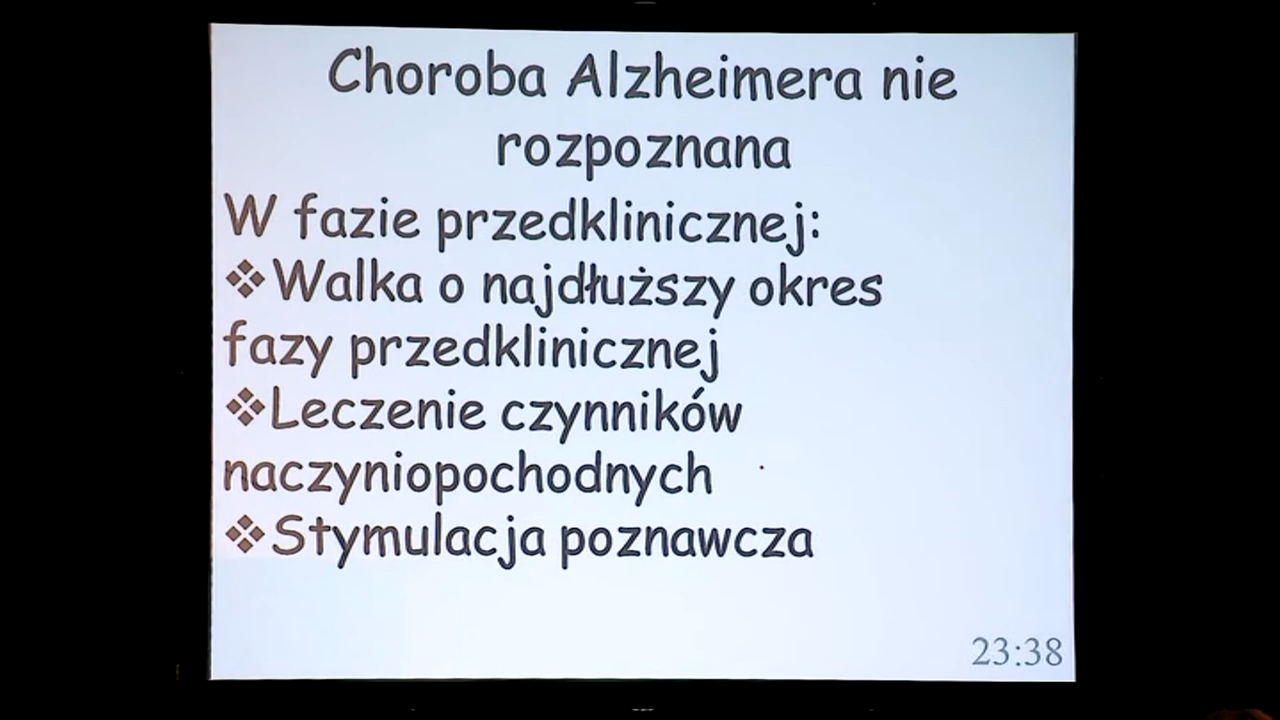 Choroba Alzheimera nie
rozpoznana
W fazie przedklinicznej:
❖Walka o najdłuższy okres
fazy przedklinicznej
❖Leczenie czynników
naczyniopochodnych
❖Stymulacja poznawcza
23:38